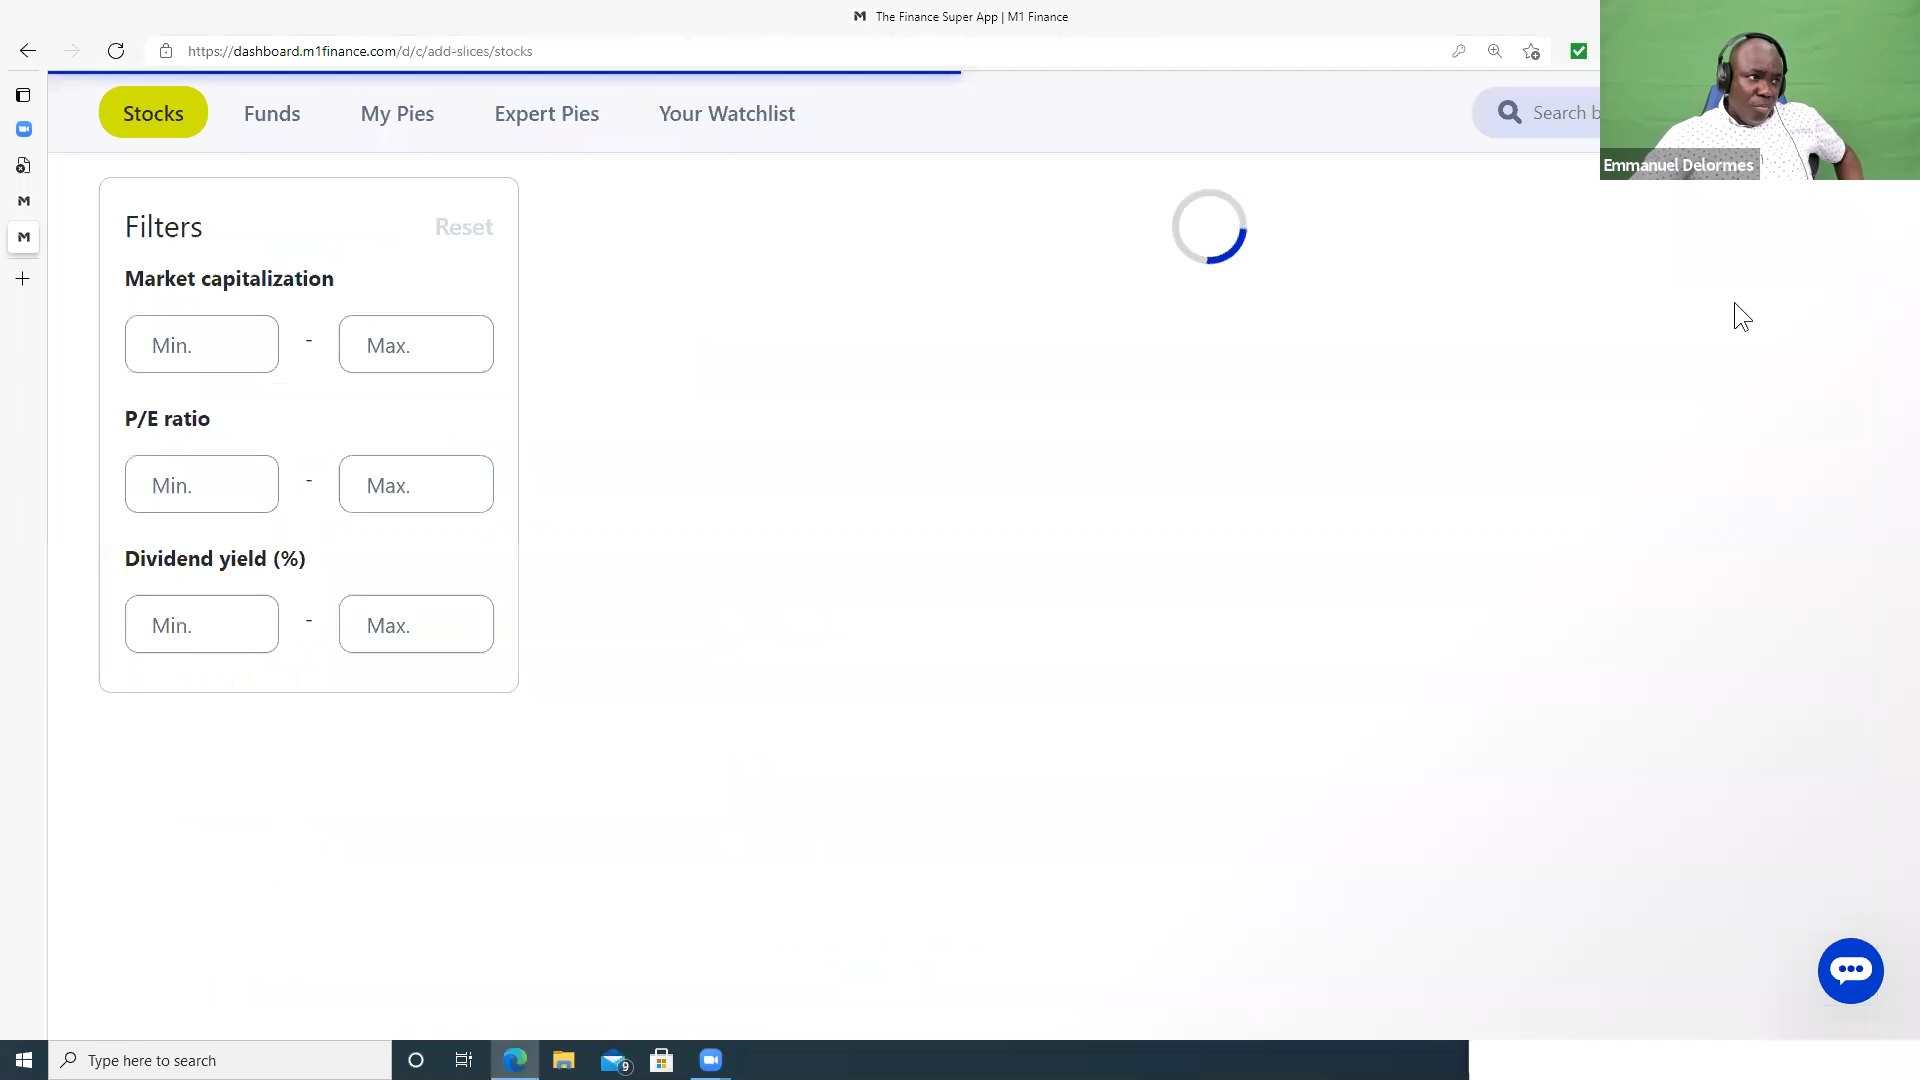 The Finance Super App | M1 Finance
https://dashboard.m1finance.com/d/c/add-slices/stocks
Stocks
Funds
My Pies
Expert Pies
Your Watchlist
Search b
Emmanuel Delormes
Filters
Reset
Market capitalization
Min.
-
Max.
P/E ratio
Min.
-
Max.
Dividend yield (%)
Min.
-
Max.
Type here to search
9